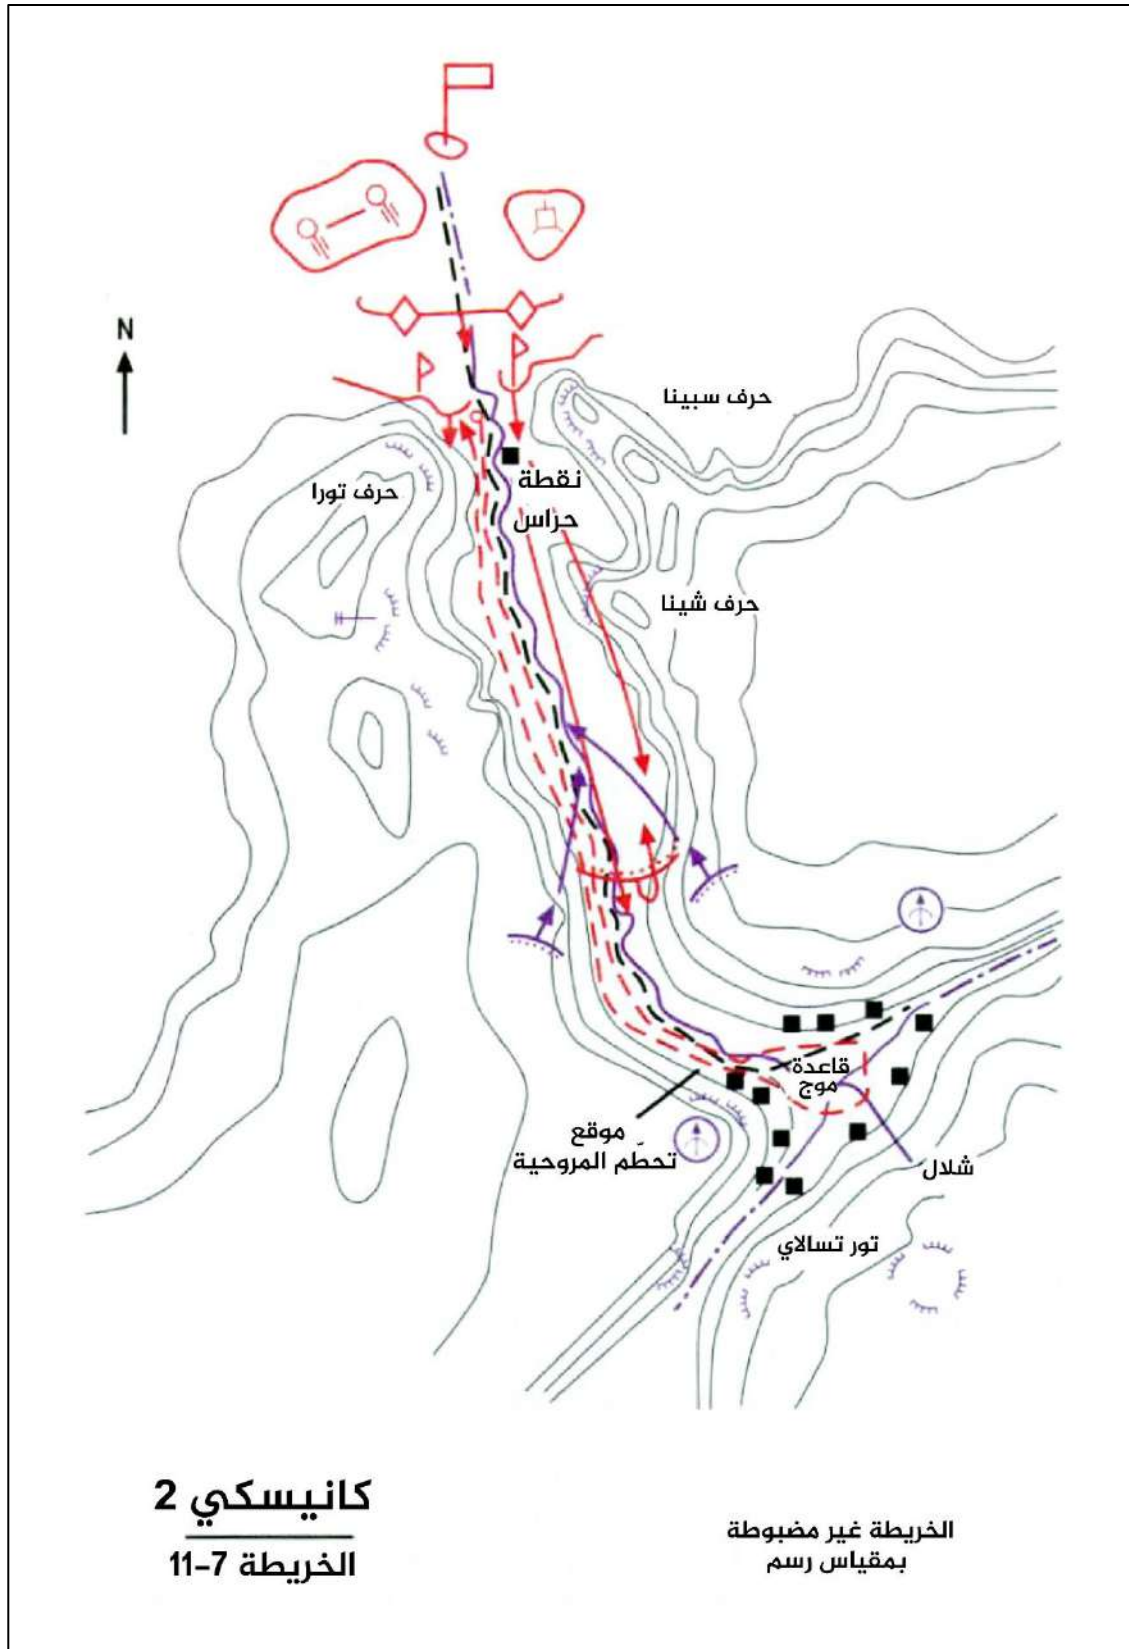 N
حرف سبينا
حرف تورا
نقطة
حراس
حرف شينا
قاعدة
موج
موقع
تحطّم المروحية
شلال
تور تسالاي
كانيسكي 2
الخريطة 7-11
الخريطة غير مضبوطة
بمقياس رسم